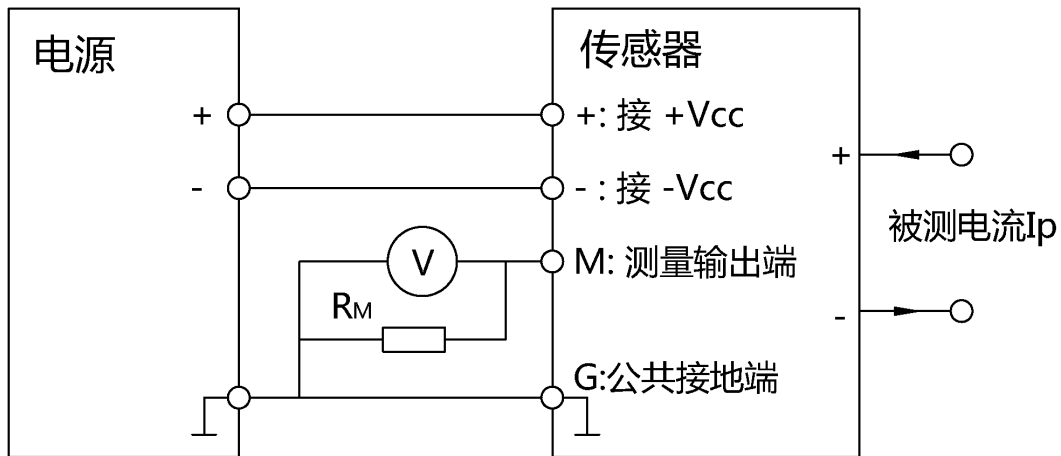 电源
传感器
+
+: 接 +Vcc
-
- : 接 -Vcc
+
被测电流Ip
V
M: 测量输出端
RM
-
G:公共接地端